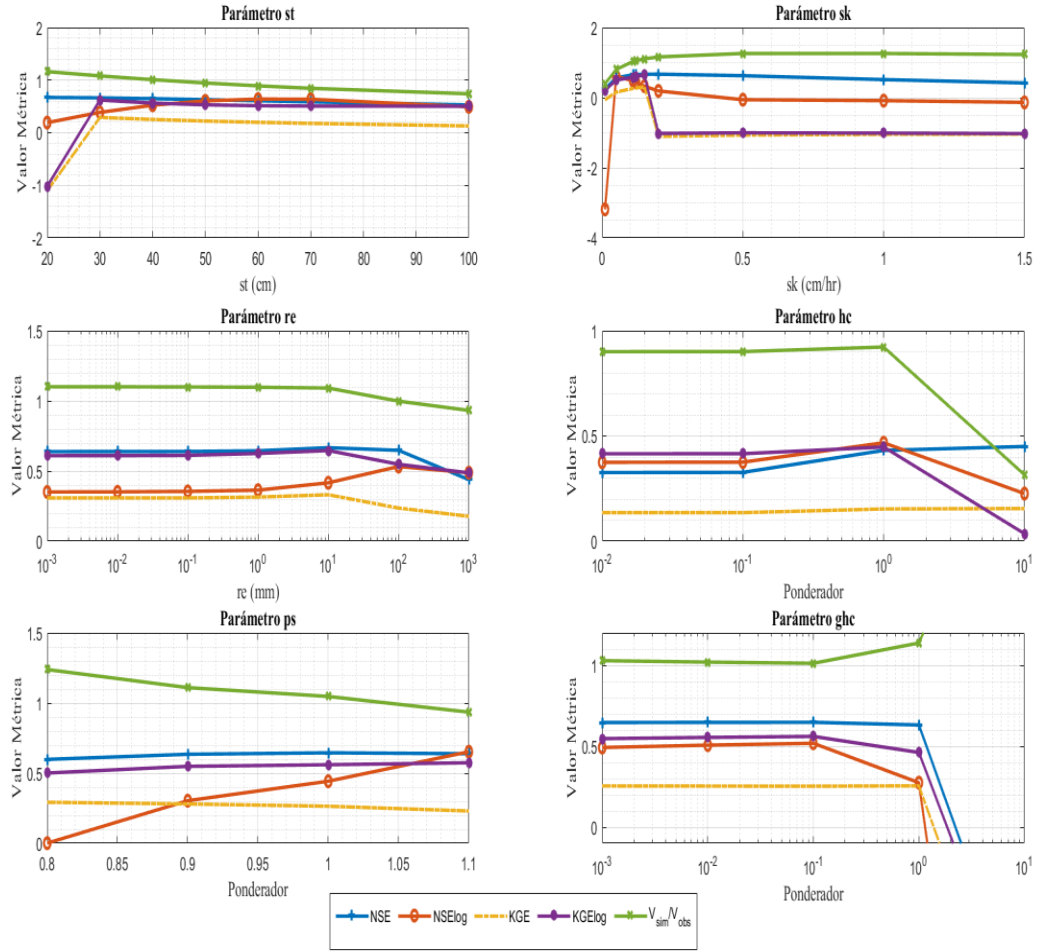 Parámetro st
2
1
0
-1
-2
Valor Métrica
20 30 40 50 60 70 80 90 100
st (cm)
Parámetro sk
2
0
-2
-4
Valor Métrica
0 0.5 1 1.5
sk (cm/hr)
Parámetro re
1.5
1
0.5
0
Valor Métrica
10^-3 10^-2 10^-1 10^0 10^1 10^2 10^3
re (mm)
Parámetro hc
1
0.5
0
Valor Métrica
10^-2 10^-1 10^0 10^1
Ponderador
Parámetro ps
1.5
1
0.5
0
Valor Métrica
0.8 0.85 0.9 0.95 1 1.05 1.1
Ponderador
Parámetro ghc
1
0.5
0
Valor Métrica
10^-3 10^-2 10^-1 10^0 10^1
Ponderador
NSE NSElog KGE KGElog V_sim/V_obs